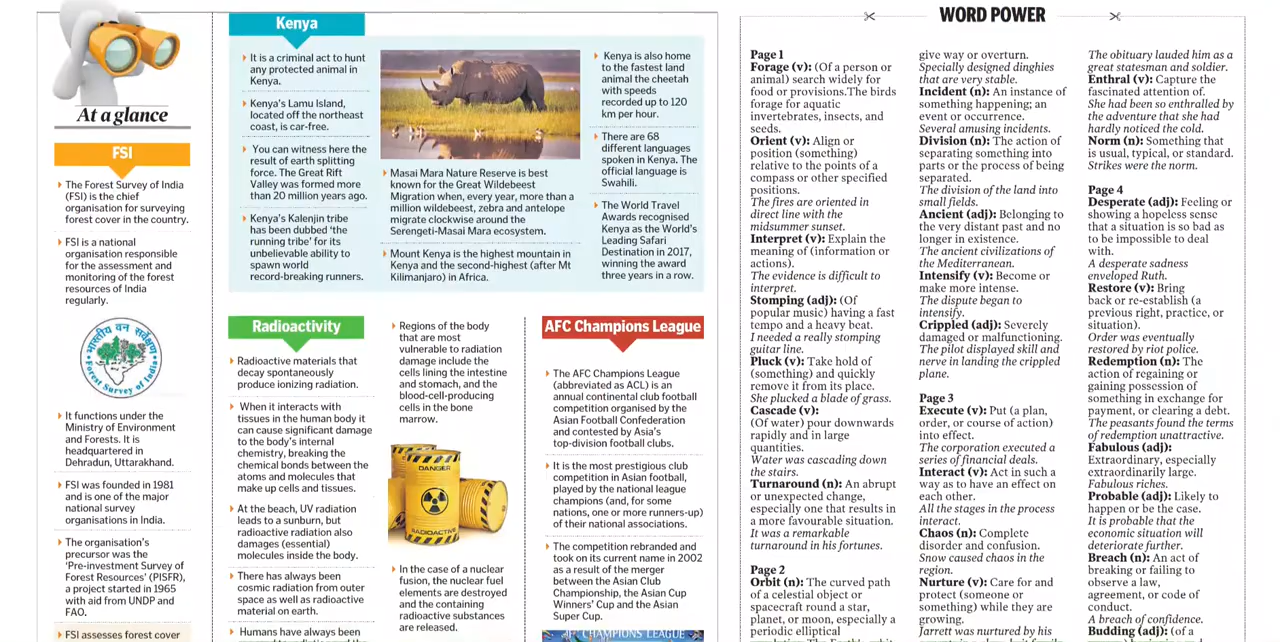 At a glance
FSI
The Forest Survey of India
(FSI) is the chief
organisation for surveying
forest cover in the country.
FSI is a national
organisation responsible
for the assessment and
monitoring of the forest
resources of India
regularly.
भारतीय वन सर्वेक्षण
Forest Survey of India
It functions under the
Ministry of Environment
and Forests. It is
headquartered in
Dehradun, Uttarakhand.
FSI was founded in 1981
and is one of the major
national survey
organisations in India.
The organisation's
precursor was the
'Pre-investment Survey of
Forest Resources' (PISFR),
a project started in 1965
with aid from UNDP and
FAO.
FSI assesses forest cover
Kenya
It is a criminal act to hunt
any protected animal in
Kenya.
Kenya's Lamu Island,
located off the northeast
coast, is car-free.
You can witness here the
result of earth splitting
force. The Great Rift
Valley was formed more
than 20 million years ago.
Kenya's Kalenjin tribe
has been dubbed 'the
running tribe' for its
unbelievable ability to
spawn world
record-breaking runners.
Masai Mara Nature Reserve is best
known for the Great Wildebeest
Migration when, every year, more than a
million wildebeest, zebra and antelope
migrate clockwise around the
Serengeti-Masai Mara ecosystem.
Mount Kenya is the highest mountain in
Kenya and the second-highest (after Mt
Kilimanjaro) in Africa.
Kenya is also home
to the fastest land
animal the cheetah
with speeds
recorded up to 120
km per hour.
There are 68
different languages
spoken in Kenya. The
official language is
Swahili.
The World Travel
Awards recognised
Kenya as the World's
Leading Safari
Destination in 2017,
winning the award
three years in a row.
Radioactivity
Radioactive materials that
decay spontaneously
produce ionizing radiation.
When it interacts with
tissues in the human body it
can cause significant damage
to the body's internal
chemistry, breaking the
chemical bonds between the
atoms and molecules that
make up cells and tissues.
At the beach, UV radiation
leads to a sunburn, but
radioactive radiation also
damages (essential)
molecules inside the body.
There has always been
cosmic radiation from outer
space as well as radioactive
material on earth.
Humans have always been
Regions of the body
that are most
vulnerable to radiation
damage include the
cells lining the intestine
and stomach, and the
blood-cell-producing
cells in the bone
marrow.
DANGER
RADIOACTIVE
In the case of a nuclear
fusion, the nuclear fuel
elements are destroyed
and the containing
radioactive substances
are released.
AFC Champions League
The AFC Champions League
(abbreviated as ACL) is an
annual continental club football
competition organised by the
Asian Football Confederation
and contested by Asia's
top-division football clubs.
It is the most prestigious club
competition in Asian football,
played by the national league
champions (and, for some
nations, one or more runners-up)
of their national associations.
The competition rebranded and
took on its current name in 2002
as a result of the merger
between the Asian Club
Championship, the Asian Cup
Winners' Cup and the Asian
Super Cup.
AFC CHAMPIONS LEAGUE
WORD POWER
Page 1
Forage (v): (Of a person or
animal) search widely for
food or provisions.The birds
forage for aquatic
invertebrates, insects, and
seeds.
Orient (v): Align or
position (something)
relative to the points of a
compass or other specified
positions.
The fires are oriented in
direct line with the
midsummer sunset.
Interpret (v): Explain the
meaning of (information or
actions).
The evidence is difficult to
interpret.
Stomping (adj): (Of
popular music) having a fast
tempo and a heavy beat.
I needed a really stomping
guitar line.
Pluck (v): Take hold of
(something) and quickly
remove it from its place.
She plucked a blade of grass.
Cascade (v):
(Of water) pour downwards
rapidly and in large
quantities.
Water was cascading down
the stairs.
Turnaround (n): An abrupt
or unexpected change,
especially one that results in
a more favourable situation.
It was a remarkable
turnaround in his fortunes.
Page 2
Orbit (n): The curved path
of a celestial object or
spacecraft round a star,
planet, or moon, especially a
periodic elliptical
give way or overturn.
Specially designed dinghies
that are very stable.
Incident (n): An instance of
something happening; an
event or occurrence.
Several amusing incidents.
Division (n): The action of
separating something into
parts or the process of being
separated.
The division of the land into
small fields.
Ancient (adj): Belonging to
the very distant past and no
longer in existence.
The ancient civilizations of
the Mediterranean.
Intensify (v): Become or
make more intense.
The dispute began to
intensify.
Crippled (adj): Severely
damaged or malfunctioning.
The pilot displayed skill and
nerve in landing the crippled
plane.
Page 3
Execute (v): Put (a plan,
order, or course of action)
into effect.
The corporation executed a
series of financial deals.
Interact (v): Act in such a
way as to have an effect on
each other.
All the stages in the process
interact.
Chaos (n): Complete
disorder and confusion.
Snow caused chaos in the
region.
Nurture (v): Care for and
protect (someone or
something) while they are
growing.
Jarrett was nurtured by his
The obituary lauded him as a
great statesman and soldier.
Enthral (v): Capture the
fascinated attention of.
She had been so enthralled by
the adventure that she had
hardly noticed the cold.
Norm (n): Something that
is usual, typical, or standard.
Strikes were the norm.
Page 4
Desperate (adj): Feeling or
showing a hopeless sense
that a situation is so bad as
to be impossible to deal
with.
A desperate sadness
enveloped Ruth.
Restore (v): Bring
back or re-establish (a
previous right, practice, or
situation).
Order was eventually
restored by riot police.
Redemption (n): The
action of regaining or
gaining possession of
something in exchange for
payment, or clearing a debt.
The peasants found the terms
of redemption unattractive.
Fabulous (adj):
Extraordinary, especially
extraordinarily large.
Fabulous riches.
Probable (adj): Likely to
happen or be the case.
It is probable that the
economic situation will
deteriorate further.
Breach (n): An act of
breaking or failing to
observe a law,
agreement, or code of
conduct.
A breach of confidence.
Budding (adj): (of a